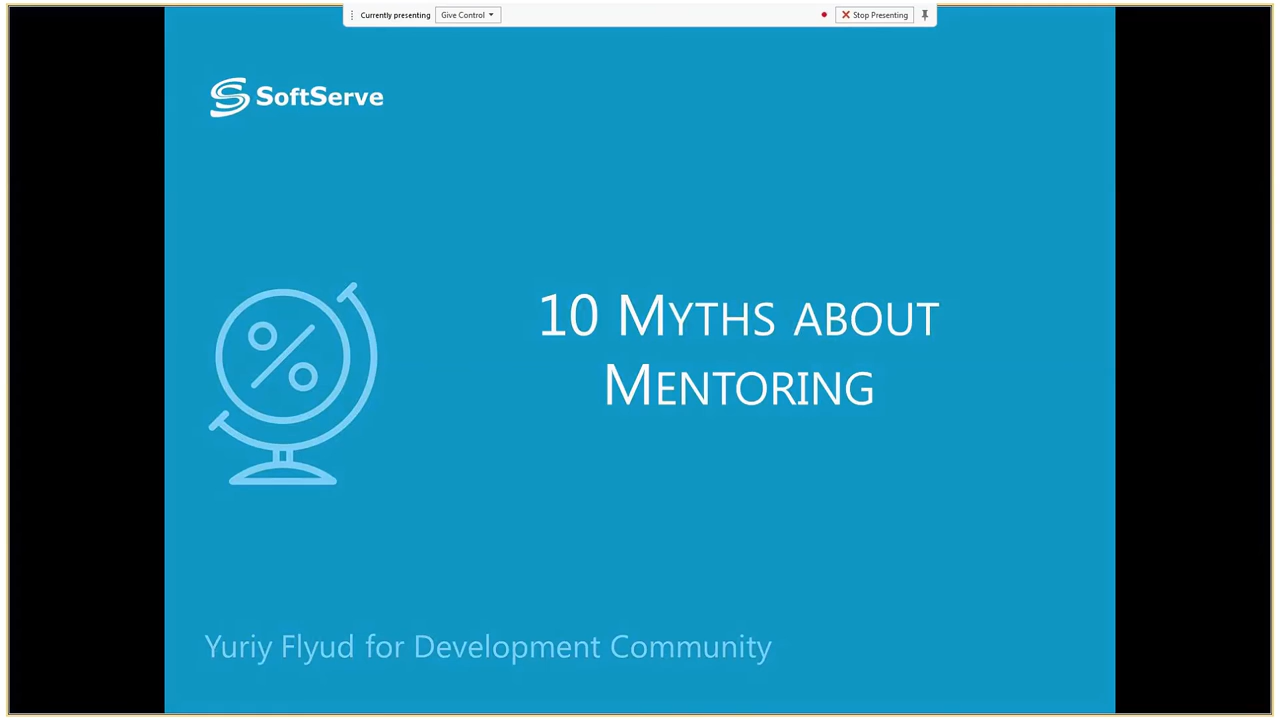 Currently presenting Give Control Stop Presenting
SoftServe
10 MYTHS ABOUT
MENTORING
Yuriy Flyud for Development Community